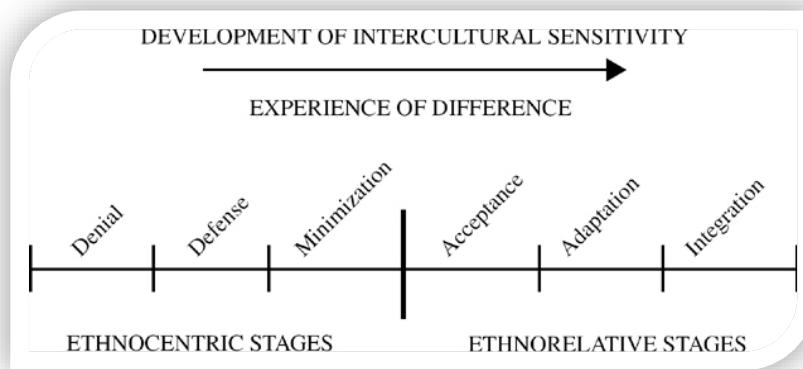 DEVELOPMENT OF INTERCULTURAL SENSITIVITY
EXPERIENCE OF DIFFERENCE
Denial
Defense
Minimization
Acceptance
Adaptation
Integration
ETHNOCENTRIC STAGES
ETHNORELATIVE STAGES